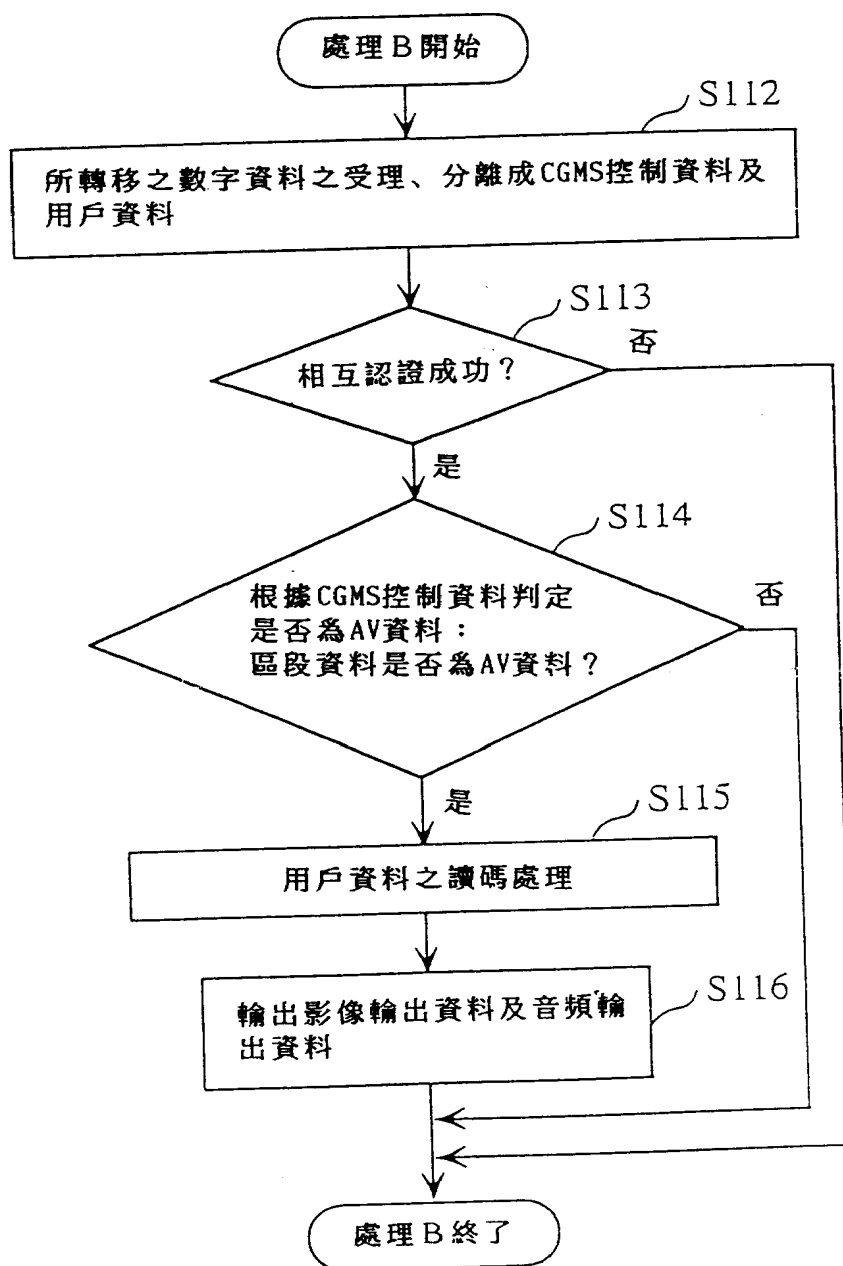 處理B開始
S112
所轉移之數字資料之受理、分離成CGMS控制資料及
用戶資料
S113
相互認證成功？
否
是
S114
根據CGMS控制資料判定
是否為AV資料：
區段資料是否為AV資料？
否
是
S115
用戶資料之讀碼處理
S116
輸出影像輸出資料及音頻輸
出資料
處理B終了